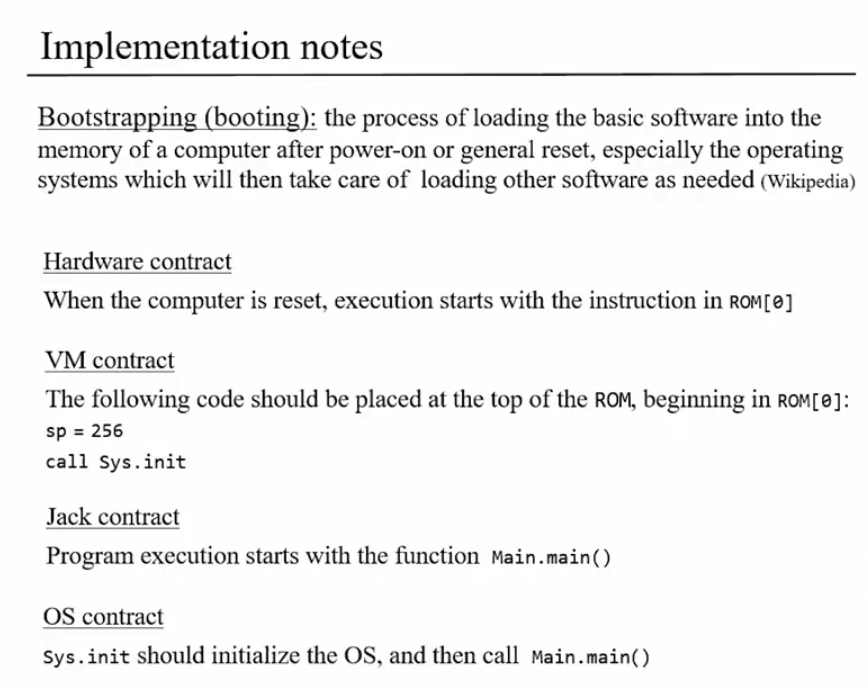 Implementation notes
Bootstrapping (booting): the process of loading the basic software into the
memory of a computer after power-on or general reset, especially the operating
systems which will then take care of loading other software as needed (Wikipedia)
Hardware contract
When the computer is reset, execution starts with the instruction in ROM[0]
VM contract
The following code should be placed at the top of the ROM, beginning in ROM[0]:
sp = 256
call Sys.init
Jack contract
Program execution starts with the function Main.main()
OS contract
Sys.init should initialize the OS, and then call Main.main()